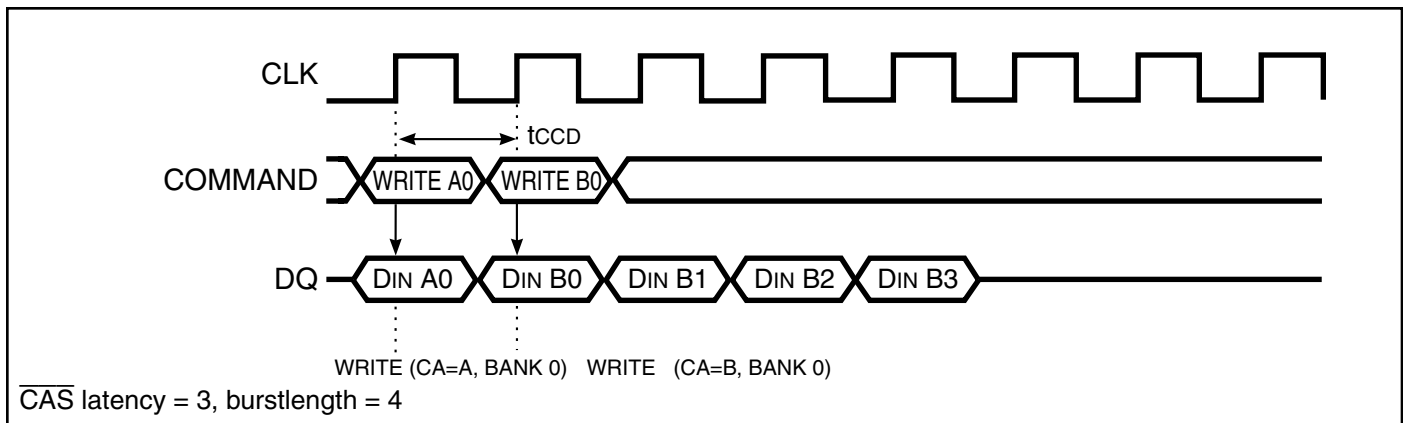 CLK
tCCD
COMMAND WRITE A0 WRITE B0
DQ DIN A0 DIN B0 DIN B1 DIN B2 DIN B3
WRITE (CA=A, BANK 0) WRITE (CA=B, BANK 0)
CAS latency = 3, burstlength = 4